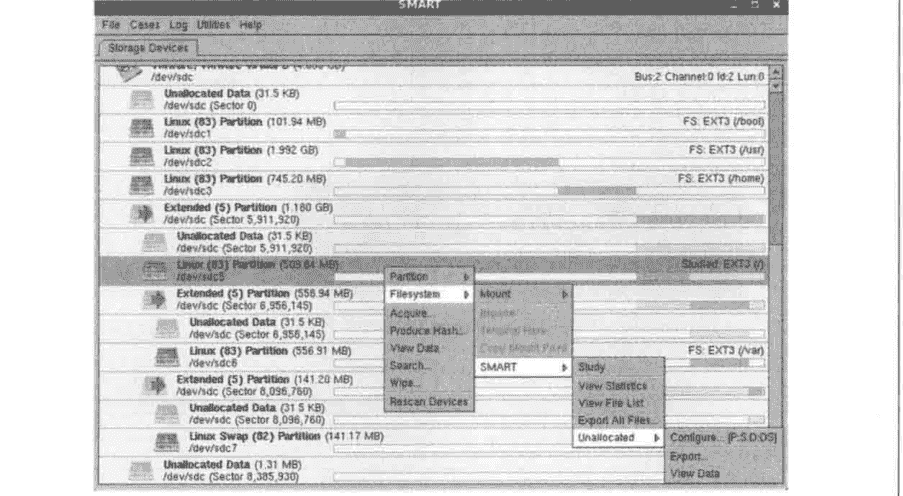 SMART
File Cases Log Utilities Help
Storage Devices
/dev/sdc
Bus:2 Channel:0 Id:2 Lun:0
Unallocated Data (31.5 KB)
/dev/sdc (Sector 0)
Linux (83) Partition (101.94 MB)
FS: EXT3 (/boot)
/dev/sdc1
Linux (83) Partition (1.992 GB)
FS: EXT3 (/usr)
/dev/sdc2
Linux (83) Partition (745.20 MB)
FS: EXT3 (/home)
/dev/sdc3
Extended (5) Partition (1.160 GB)
/dev/sdc (Sector 5,911,920)
Unallocated Data (31.5 KB)
/dev/sdc (Sector 5,911,920)
Linux (83) Partition (509.84 MB)
Studied: EXT3 (/)
/dev/sdc5
Extended (5) Partition (556.94 MB)
/dev/sdc (Sector 6,956,145)
Unallocated Data (31.5 KB)
/dev/sdc (Sector 6,956,145)
Linux (83) Partition (556.91 MB)
FS: EXT3 (/var)
/dev/sdc6
Extended (5) Partition (141.20 MB)
/dev/sdc (Sector 8,096,760)
Unallocated Data (31.5 KB)
/dev/sdc (Sector 8,096,760)
Linux Swap (82) Partition (141.17 MB)
/dev/sdc7
Unallocated Data (1.31 MB)
/dev/sdc (Sector 8,385,930)
Partition
Filesystem
Acquire...
Produce Hash...
View Data
Search...
Wipe...
Rescan Devices
Mount
Terminal Here
Copy Mount Point
SMART
Study
View Statistics
View File List
Export All Files...
Unallocated
Configure... [P:S:D:DS]
Export...
View Data